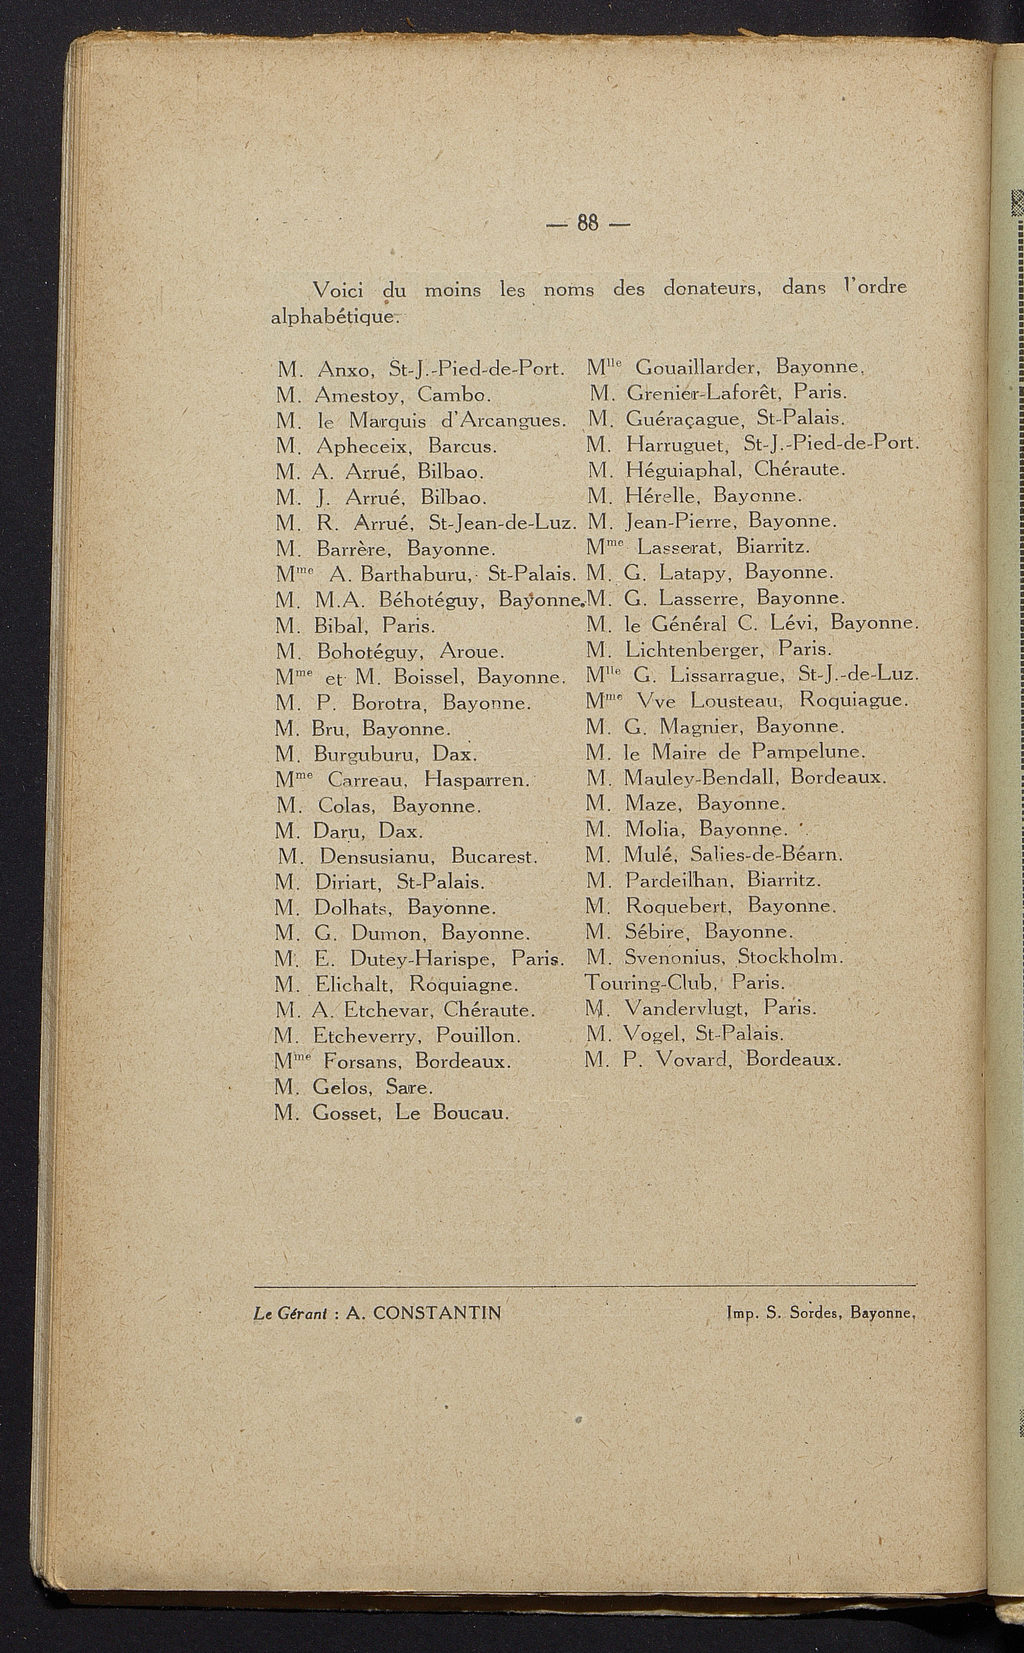 — 88 —
Voici du moins les noms des donateurs, dans l'ordre
alphabétique.
M. Anxo, St-J.-Pied-de-Port.
M. Amestoy, Cambo.
M. le Marquis d'Arcangues.
M. Apheceix, Barcus.
M. A. Arrué, Bilbao.
M. J. Arrué, Bilbao.
M. R. Arrué, St-Jean-de-Luz.
M. Barrère, Bayonne.
Mme A. Barthaburu, St-Palais.
M. M.A. Béhotéguy, Bayonne.
M. Bibal, Paris.
M. Bohotéguy, Aroue.
Mme et M. Boissel, Bayonne.
M. P. Borotra, Bayonne.
M. Bru, Bayonne.
M. Burguburu, Dax.
Mme Carreau, Hasparren.
M. Colas, Bayonne.
M. Daru, Dax.
M. Densusianu, Bucarest.
M. Diriart, St-Palais.
M. Dolhats, Bayonne.
M. G. Dumon, Bayonne.
M. E. Dutey-Harispe, Paris.
M. Elichalt, Roquiagne.
M. A. Etchevar, Chéraute.
M. Etcheverry, Pouillon.
Mme Forsans, Bordeaux.
M. Gelos, Sare.
M. Gosset, Le Boucau.
Mlle Gouaillarder, Bayonne.
M. Grenier-Laforêt, Paris.
M. Guéraçague, St-Palais.
M. Harruguet, St-J.-Pied-de-Port.
M. Héguiaphal, Chéraute.
M. Hérelle, Bayonne.
M. Jean-Pierre, Bayonne.
Mme Lasserat, Biarritz.
M. G. Latapy, Bayonne.
M. G. Lasserre, Bayonne.
M. le Général C. Lévi, Bayonne.
M. Lichtenberger, Paris.
Mlle G. Lissarrague, St-J.-de-Luz.
Mme Vve Lousteau, Roquiague.
M. G. Magnier, Bayonne.
M. le Maire de Pampelune.
M. Mauley-Bendall, Bordeaux.
M. Maze, Bayonne.
M. Molia, Bayonne.
M. Mulé, Salies-de-Béarn.
M. Pardeilhan, Biarritz.
M. Roquebert, Bayonne.
M. Sébire, Bayonne.
M. Svenonius, Stockholm.
Touring-Club, Paris.
M. Vandervlugt, Paris.
M. Vogel, St-Palais.
M. P. Vovard, Bordeaux.
Le Gérant : A. CONSTANTIN
Imp. S. Sordes, Bayonne,